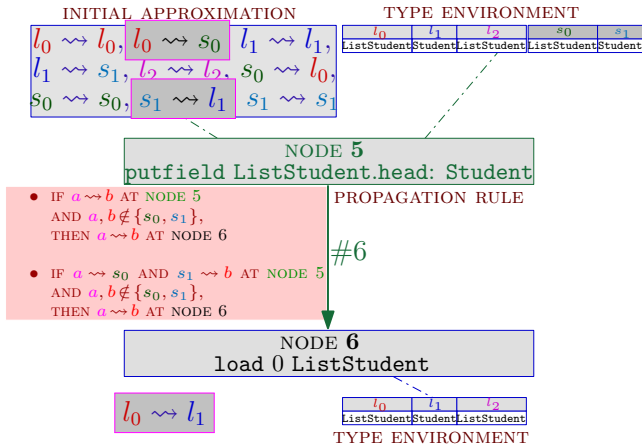 INITIAL APPROXIMATION
l₀ ⇝ l₀, l₀ ⇝ s₀, l₁ ⇝ l₁,
l₁ ⇝ s₁, l₂ ⇝ l₂, s₀ ⇝ l₀,
s₀ ⇝ s₀, s₁ ⇝ l₁ s₁ ⇝ s₁
TYPE ENVIRONMENT
l₀ l₁ l₂ s₀ s₁
ListStudent Student ListStudent ListStudent Student
NODE 5
putfield ListStudent.head: Student
• IF a ⇝ b AT NODE 5
AND a, b ∉ {s₀, s₁},
THEN a ⇝ b AT NODE 6
• IF a ⇝ s₀ AND s₁ ⇝ b AT NODE 5
AND a, b ∉ {s₀, s₁},
THEN a ⇝ b AT NODE 6
PROPAGATION RULE
#6
NODE 6
load 0 ListStudent
l₀ ⇝ l₁
l₀ l₁ l₂
ListStudent Student ListStudent
TYPE ENVIRONMENT